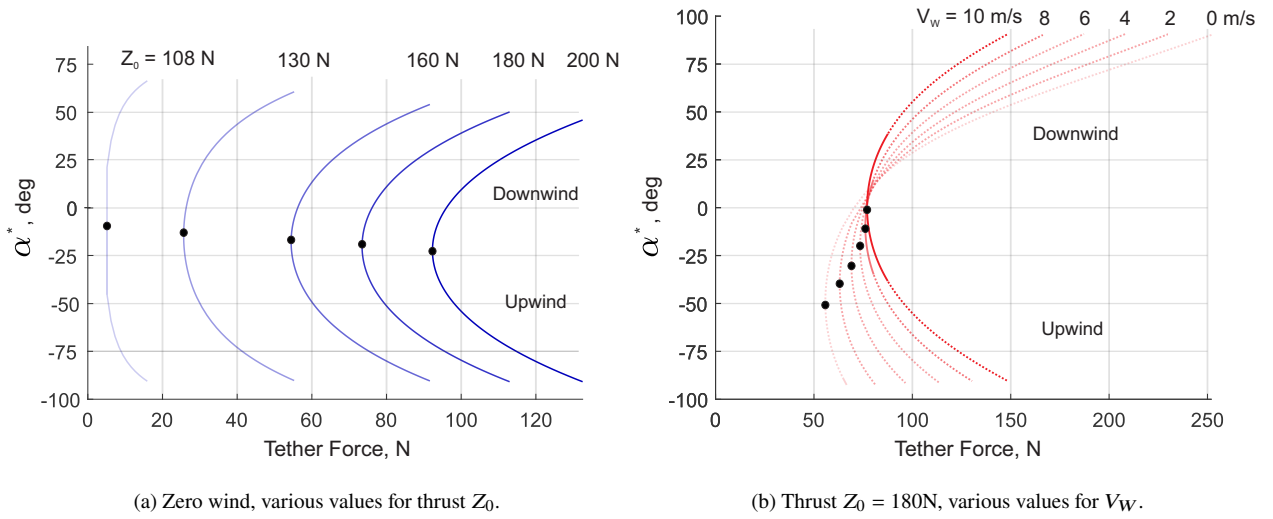 Z₀ = 108 N 130 N 160 N 180 N 200 N
75
50
25
0
-25
-50
-75
-100
α*, deg
Downwind
Upwind
0 20 40 60 80 100 120
Tether Force, N
(a) Zero wind, various values for thrust Z₀.
V_W = 10 m/s 8 6 4 2 0 m/s
100
75
50
25
0
-25
-50
-75
-100
α*, deg
Downwind
Upwind
0 50 100 150 200 250
Tether Force, N
(b) Thrust Z₀ = 180N, various values for V_W.